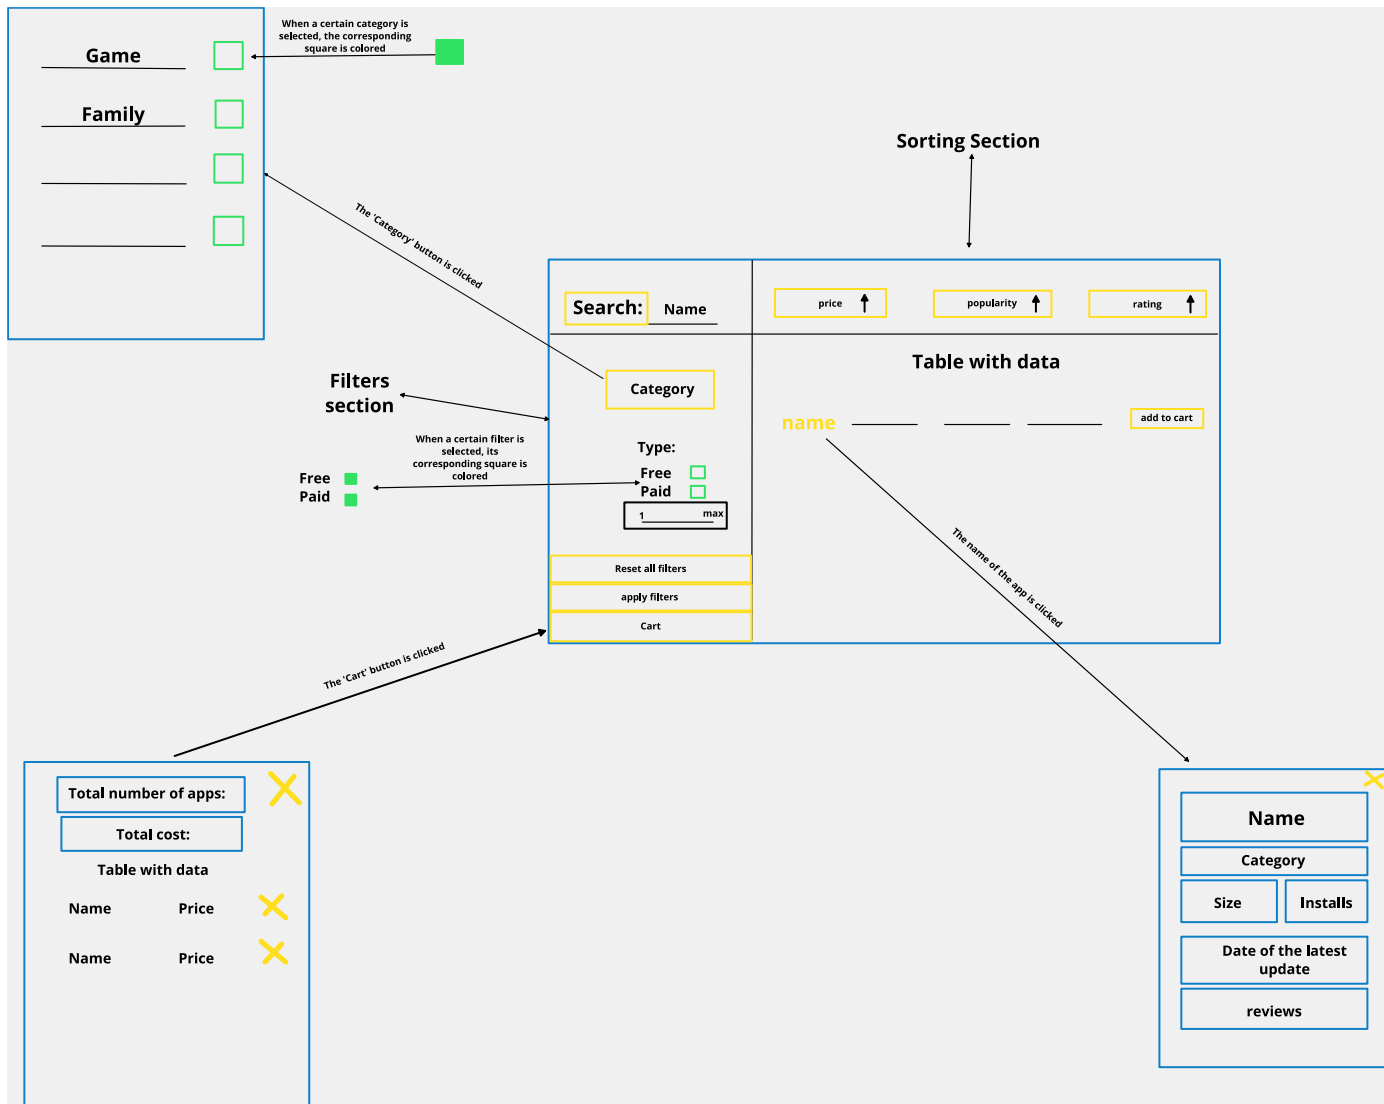 Game
Family
When a certain category is
selected, the corresponding
square is colored
The 'Category' button is clicked
Sorting Section
Search:
Name
price
popularity
rating
Filters
section
Category
Table with data
name
add to cart
When a certain filter is
selected, its
corresponding square is
colored
Free
Paid
Type:
Free
Paid
1
max
Reset all filters
apply filters
Cart
The name of the app is clicked
The 'Cart' button is clicked
Total number of apps:
Total cost:
Table with data
Name
Price
Name
Price
Name
Category
Size
Installs
Date of the latest
update
reviews